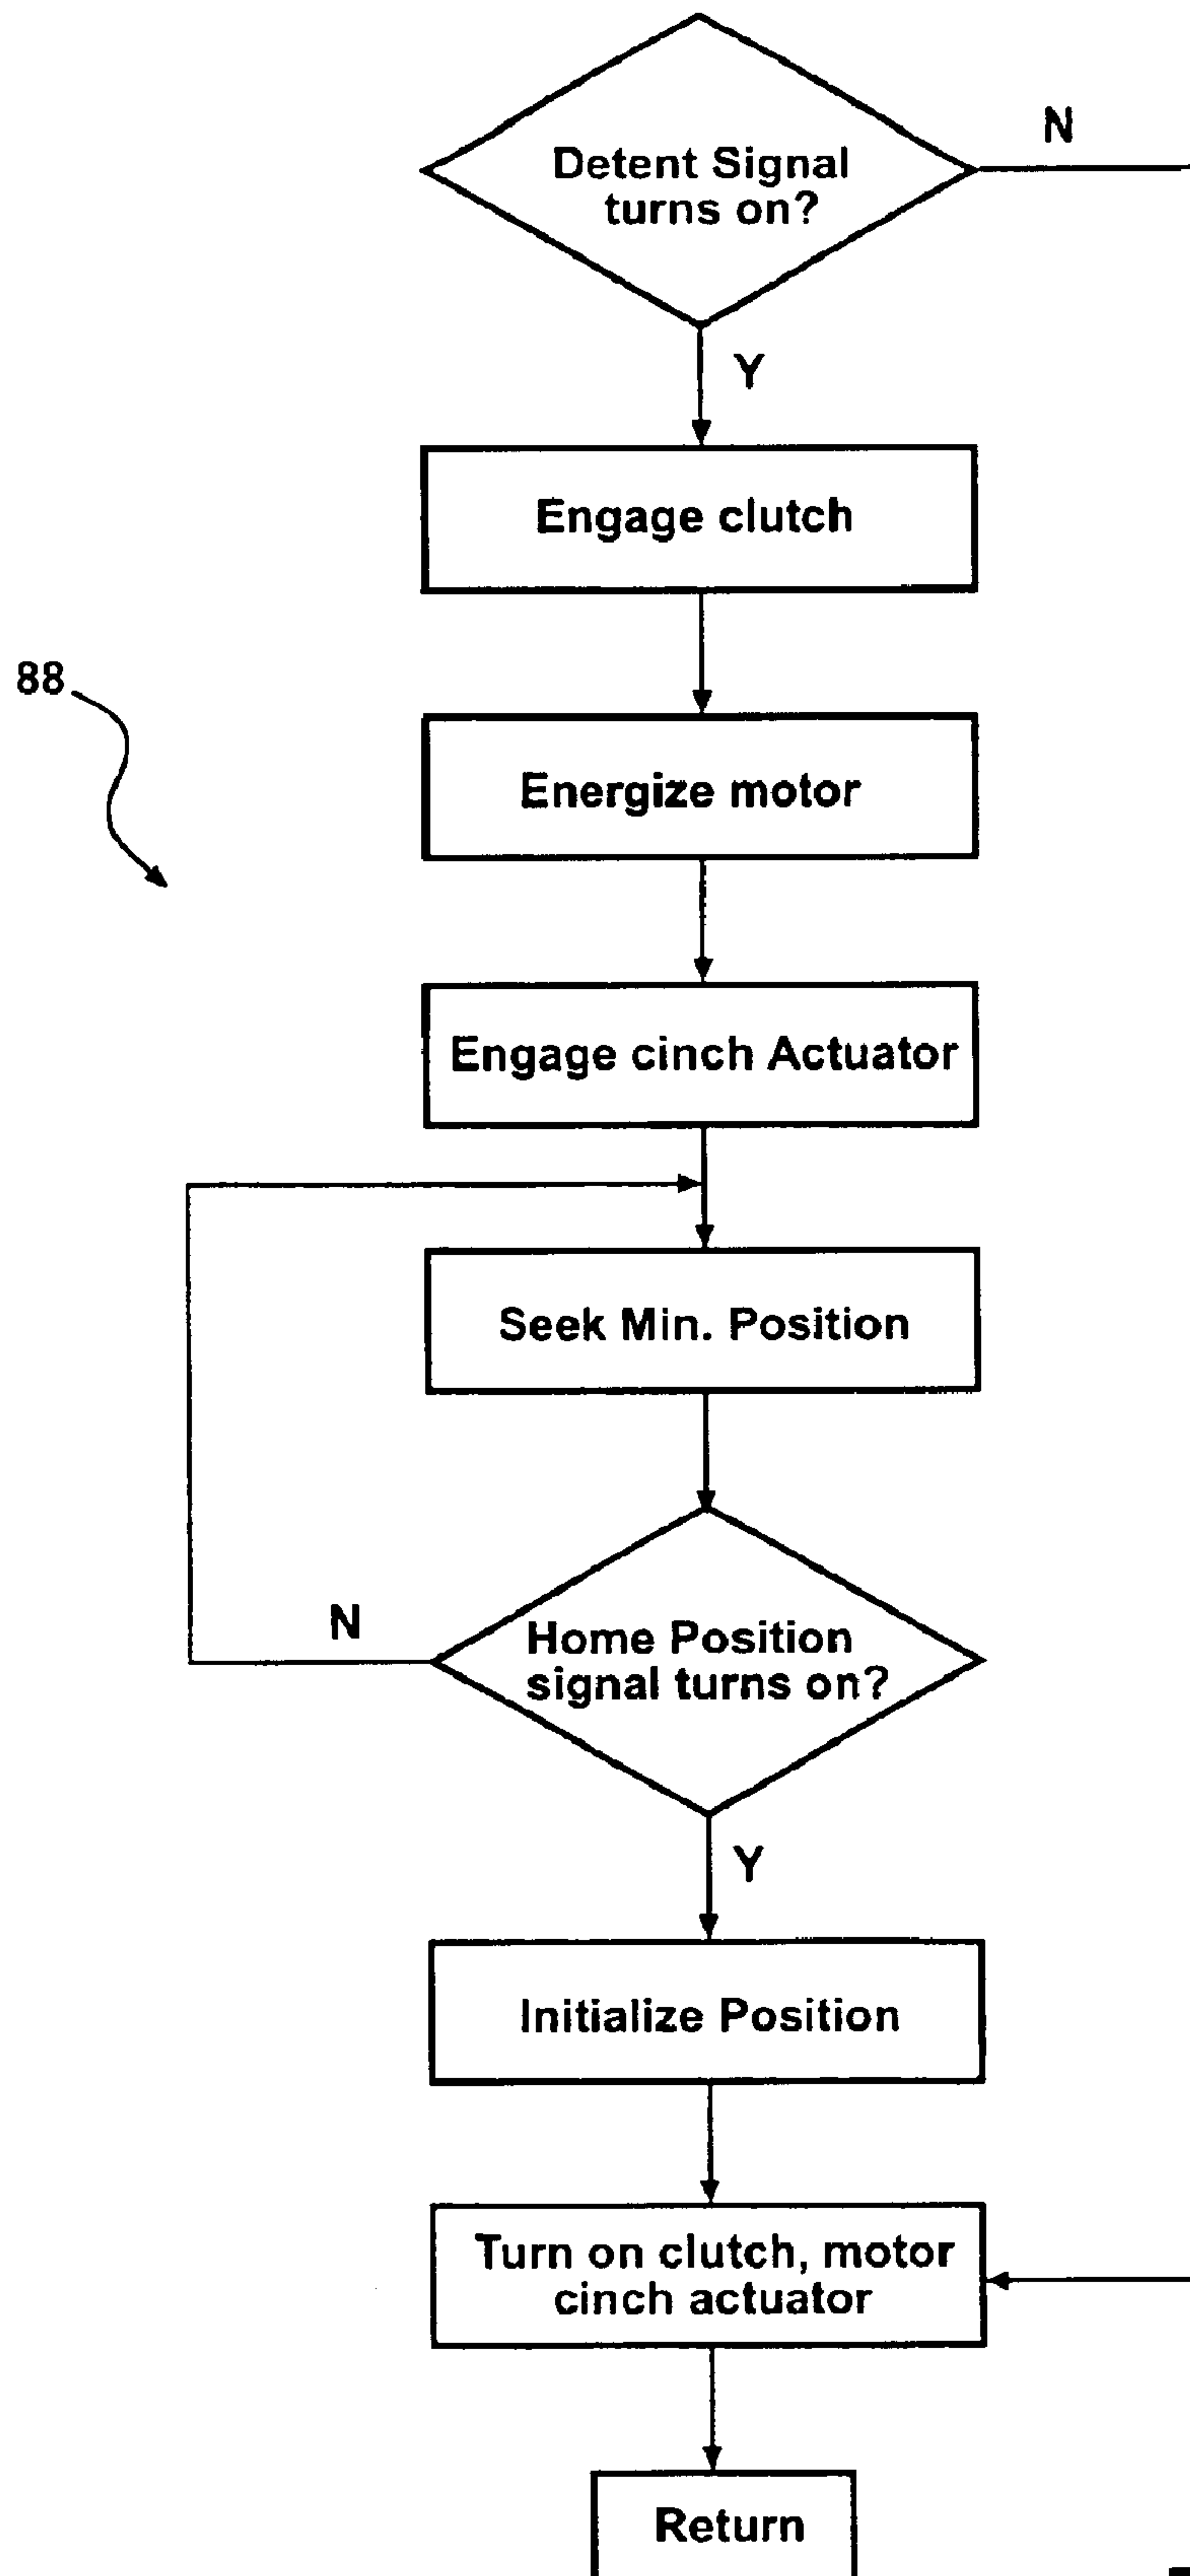 Detent Signal
turns on?
N
Y
Engage clutch
88
Energize motor
Engage cinch Actuator
Seek Min. Position
Home Position
signal turns on?
N
Y
Initialize Position
Turn on clutch, motor
cinch actuator
Return